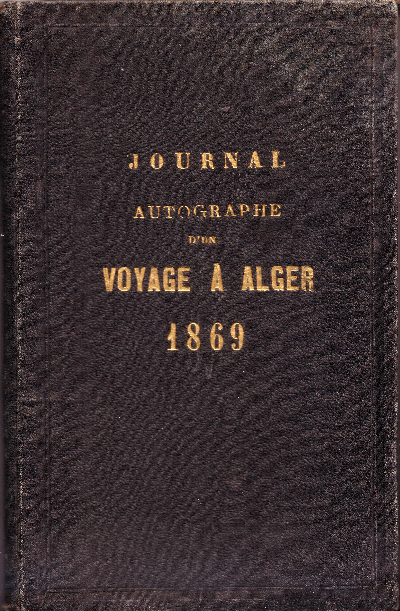 JOURNAL
AUTOGRAPHE
D'UN
VOYAGE À ALGER
1869